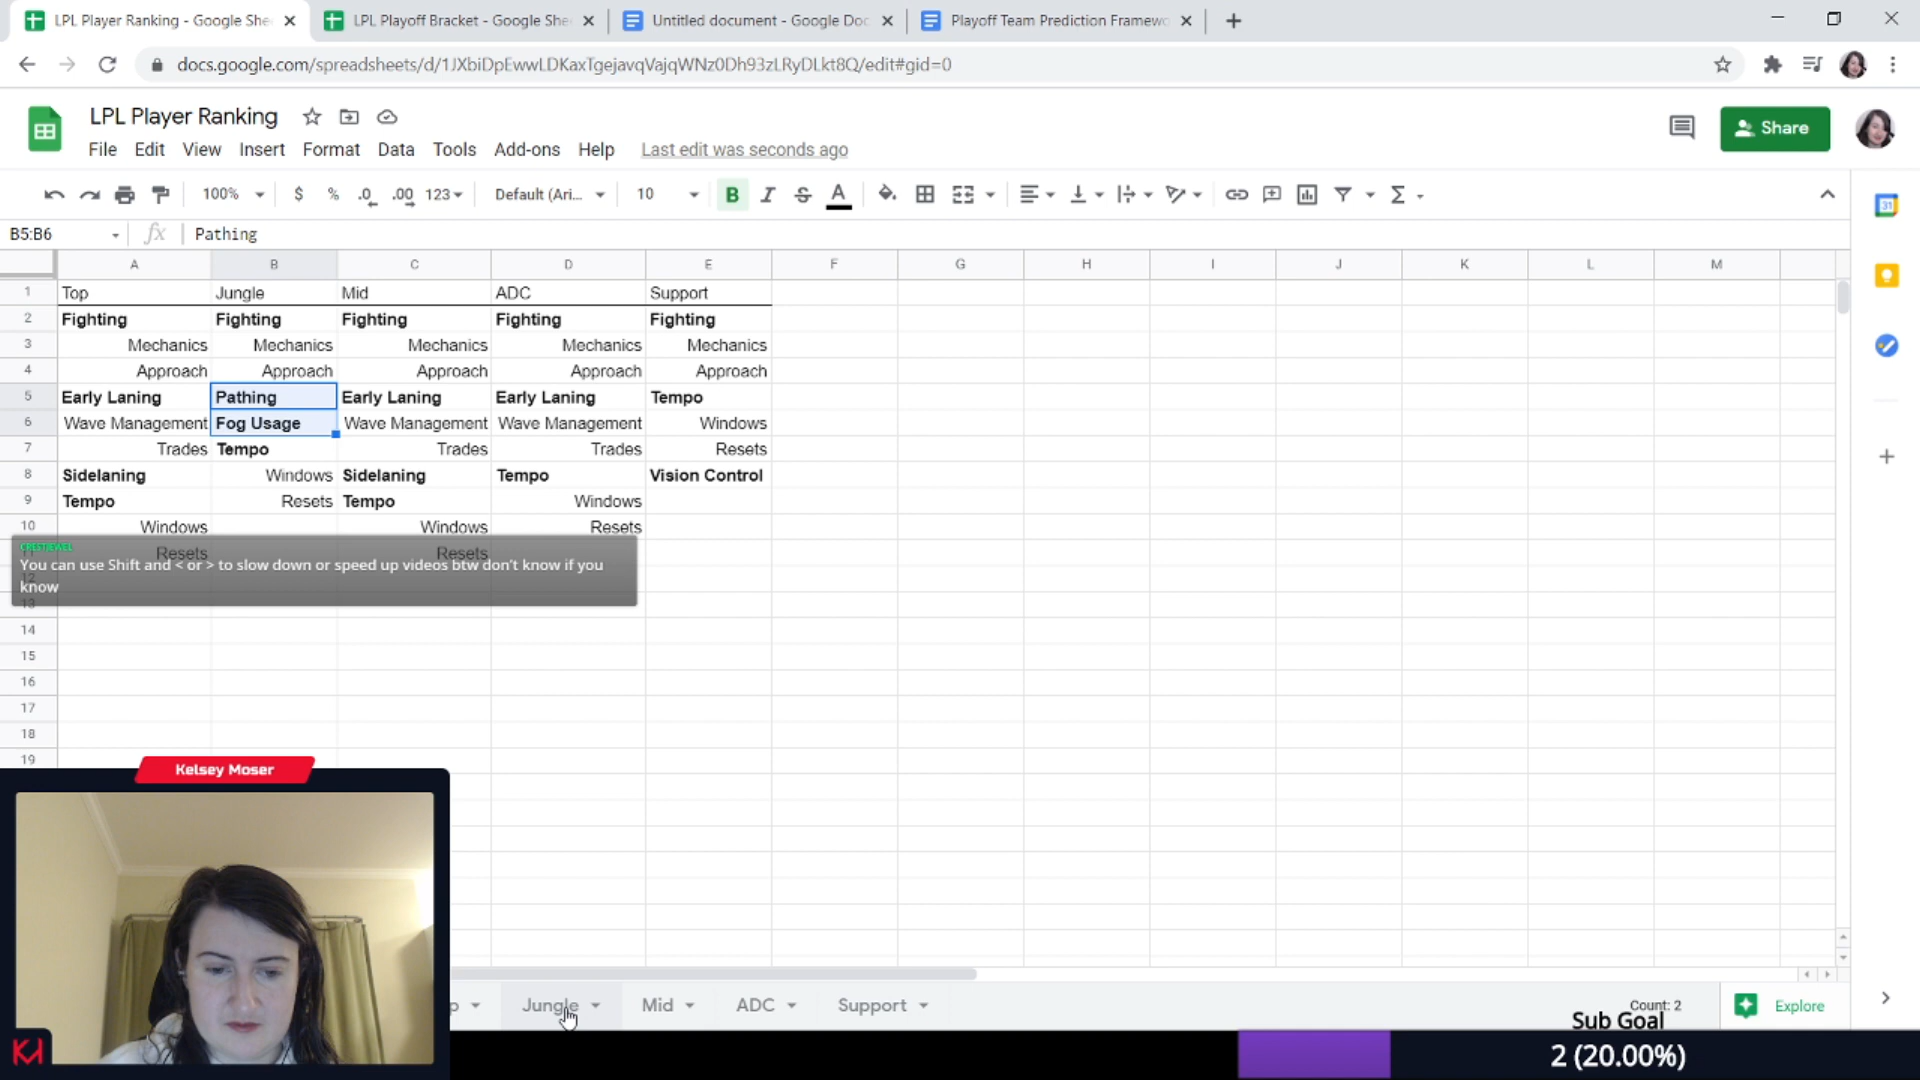 LPL Player Ranking - Google She
LPL Playoff Bracket - Google She
Untitled document - Google Doc
Playoff Team Prediction Framewo
docs.google.com/spreadsheets/d/1JXbiDpEwwLDKaxTgejavqVajqWNz0Dh93zLRyDLkt8Q/edit#gid=0
LPL Player Ranking
File Edit View Insert Format Data Tools Add-ons Help Last edit was seconds ago
Share
100% $ % .0 .00 123 Default (Ari... 10 B I S A Σ
B5:B6 fx Pathing
A B C D E F G H I J K L M
1 Top Jungle Mid ADC Support
2 Fighting Fighting Fighting Fighting Fighting
3 Mechanics Mechanics Mechanics Mechanics Mechanics
4 Approach Approach Approach Approach Approach
5 Early Laning Pathing Early Laning Early Laning Tempo
6 Wave Management Fog Usage Wave Management Wave Management Windows
7 Trades Tempo Trades Trades Resets
8 Sidelaning Windows Sidelaning Tempo Vision Control
9 Tempo Resets Tempo Windows
10 Windows Windows Resets
Resets Resets
You can use Shift and < or > to slow down or speed up videos btw don't know if you
know
13
14
15
16
17
18
19
Kelsey Moser
p Jungle Mid ADC Support
Count: 2
Explore
Sub Goal
2 (20.00%)
KM